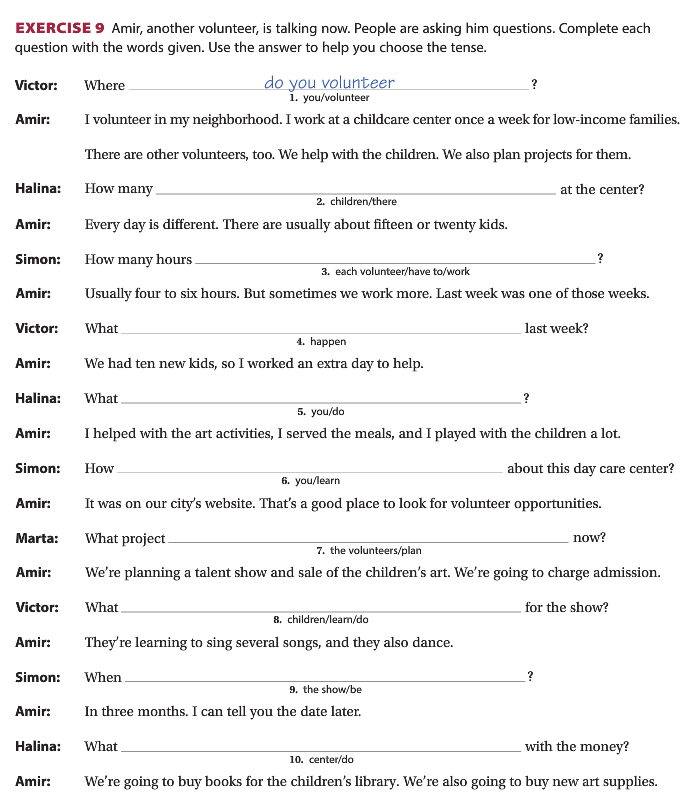 EXERCISE 9 Amir, another volunteer, is talking now. People are asking him questions. Complete each
question with the words given. Use the answer to help you choose the tense.
Victor: Where do you volunteer ?
1. you/volunteer
Amir: I volunteer in my neighborhood. I work at a childcare center once a week for low-income families.
There are other volunteers, too. We help with the children. We also plan projects for them.
Halina: How many at the center?
2. children/there
Amir: Every day is different. There are usually about fifteen or twenty kids.
Simon: How many hours ?
3. each volunteer/have to/work
Amir: Usually four to six hours. But sometimes we work more. Last week was one of those weeks.
Victor: What last week?
4. happen
Amir: We had ten new kids, so I worked an extra day to help.
Halina: What ?
5. you/do
Amir: I helped with the art activities, I served the meals, and I played with the children a lot.
Simon: How about this day care center?
6. you/learn
Amir: It was on our city's website. That's a good place to look for volunteer opportunities.
Marta: What project now?
7. the volunteers/plan
Amir: We're planning a talent show and sale of the children's art. We're going to charge admission.
Victor: What for the show?
8. children/learn/do
Amir: They're learning to sing several songs, and they also dance.
Simon: When ?
9. the show/be
Amir: In three months. I can tell you the date later.
Halina: What with the money?
10. center/do
Amir: We're going to buy books for the children's library. We're also going to buy new art supplies.